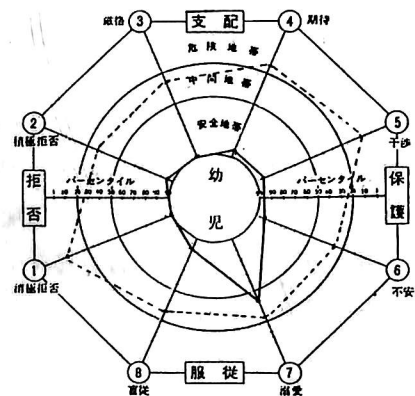 3 厳格
支配
4 期待
危険地帯
中間地帯
安全地帯
2 積極拒否
5 干渉
拒否
パーセンタイル
幼児
パーセンタイル
保護
1 消極拒否
6 不安
8 盲従
服従
7 溺愛